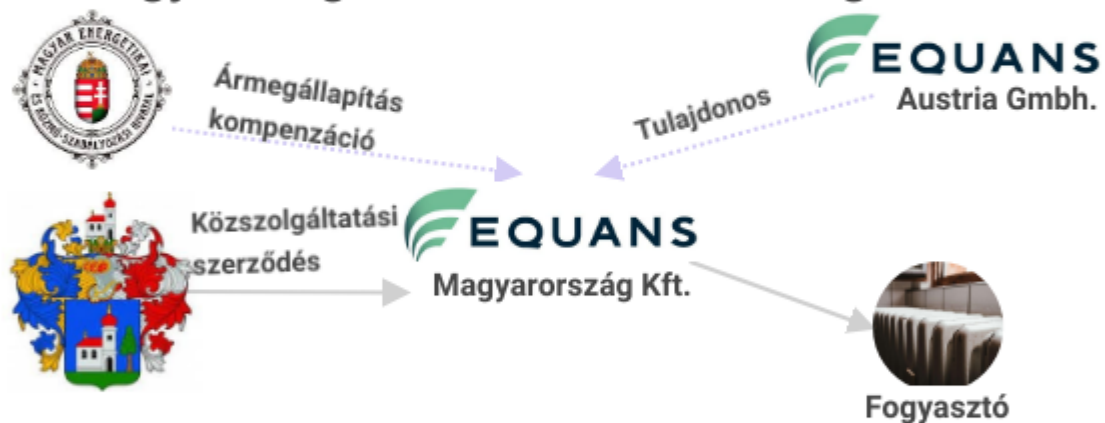 MAGYAR ENERGETIKAI
ÉS KÖZMŰ-SZABÁLYOZÁSI HIVATAL
Ármegállapítás
kompenzáció
EQUANS
Austria Gmbh.
Tulajdonos
Közszolgáltatási
szerződés
EQUANS
Magyarország Kft.
Fogyasztó